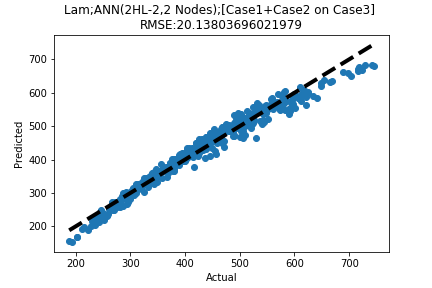 Lam;ANN(2HL-2,2 Nodes);[Case1+Case2 on Case3]
RMSE:20.13803696021979
700
600
500
400
300
200
Predicted
200 300 400 500 600 700
Actual